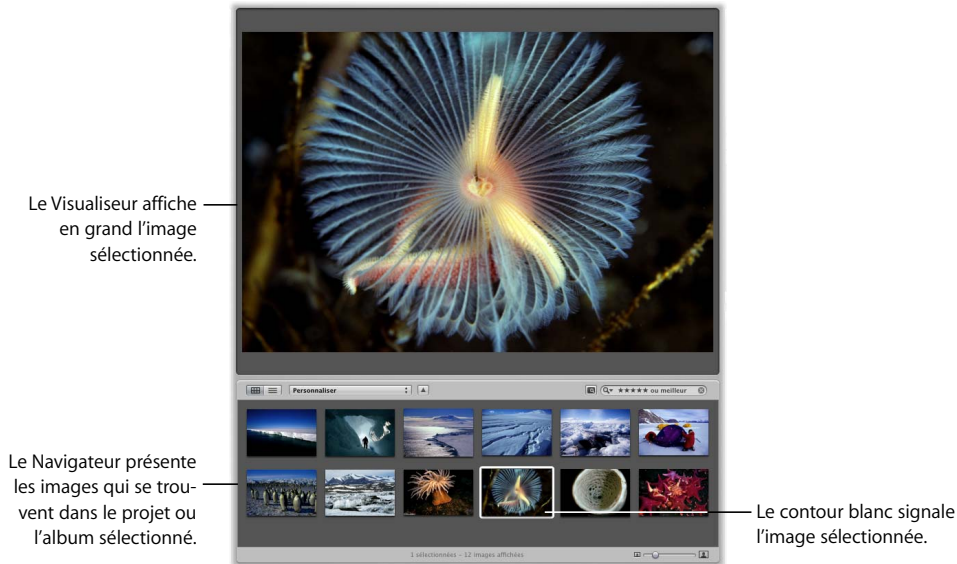 Le Visualiseur affiche
en grand l’image
sélectionnée.
Personnaliser
★★★★★ ou meilleur
Le Navigateur présente
les images qui se trou-
vent dans le projet ou
l’album sélectionné.
Le contour blanc signale
l’image sélectionnée.
1 sélectionnées – 12 images affichées